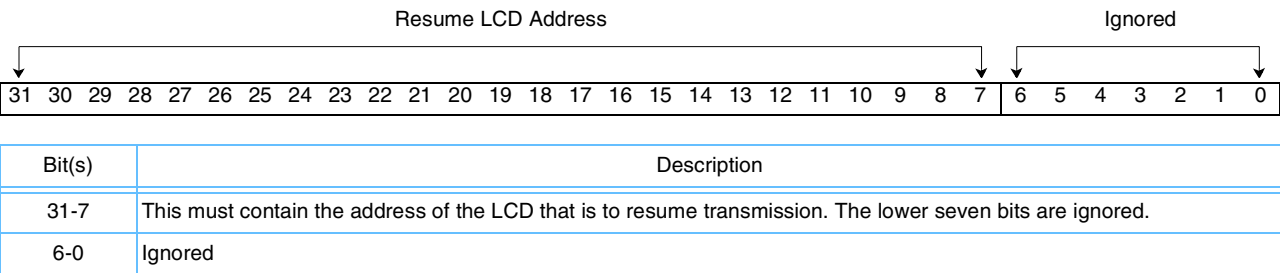 Resume LCD Address Ignored
31 30 29 28 27 26 25 24 23 22 21 20 19 18 17 16 15 14 13 12 11 10 9 8 7 6 5 4 3 2 1 0
Bit(s) Description
31-7 This must contain the address of the LCD that is to resume transmission. The lower seven bits are ignored.
6-0 Ignored